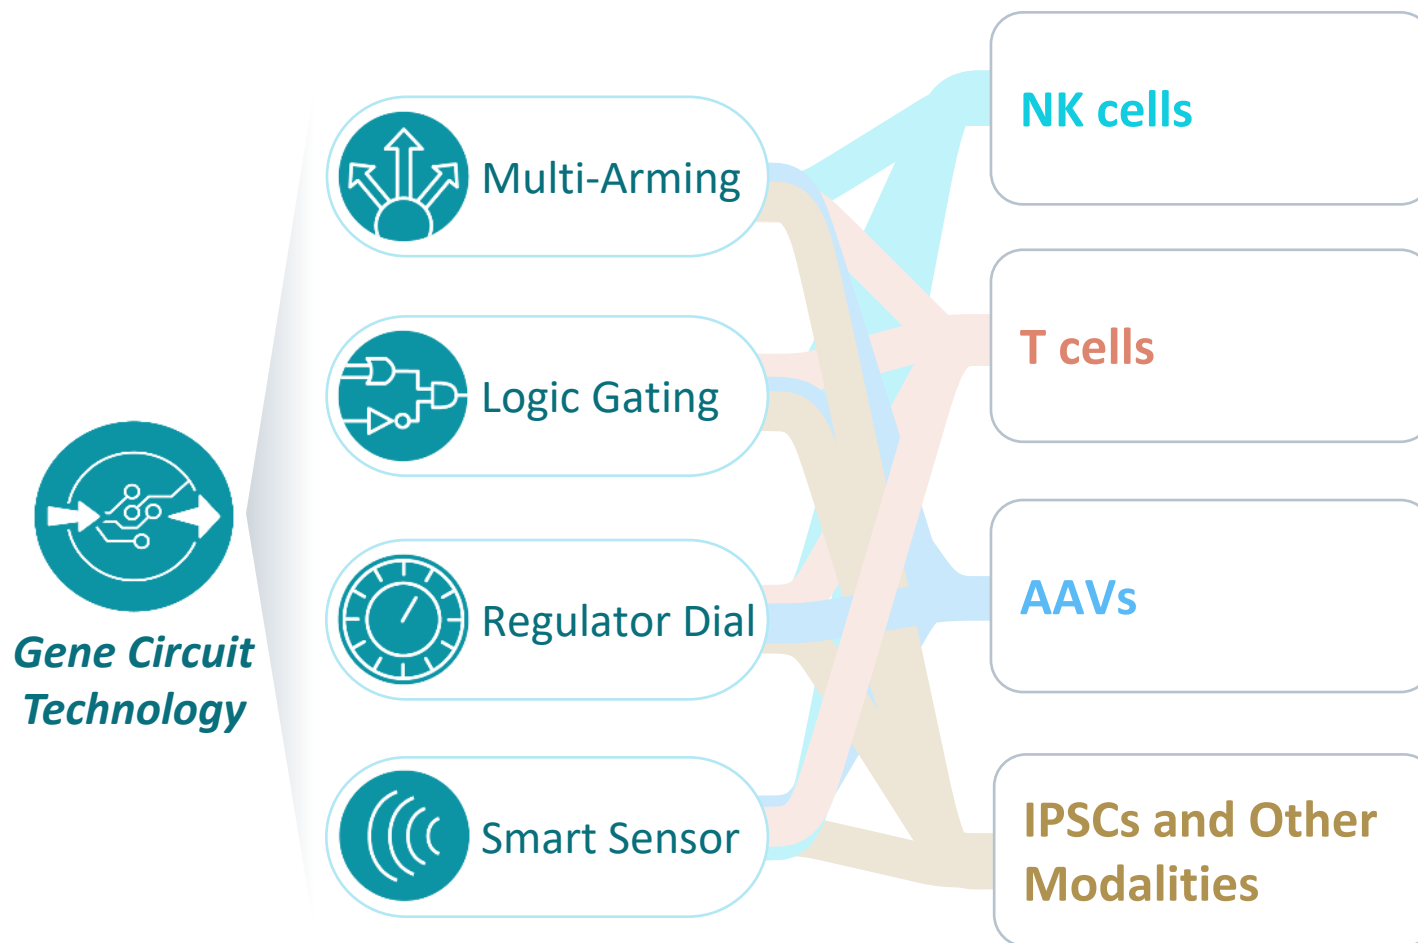 Gene Circuit
Technology
Multi-Arming
Logic Gating
Regulator Dial
Smart Sensor
NK cells
T cells
AAVs
IPSCs and Other
Modalities